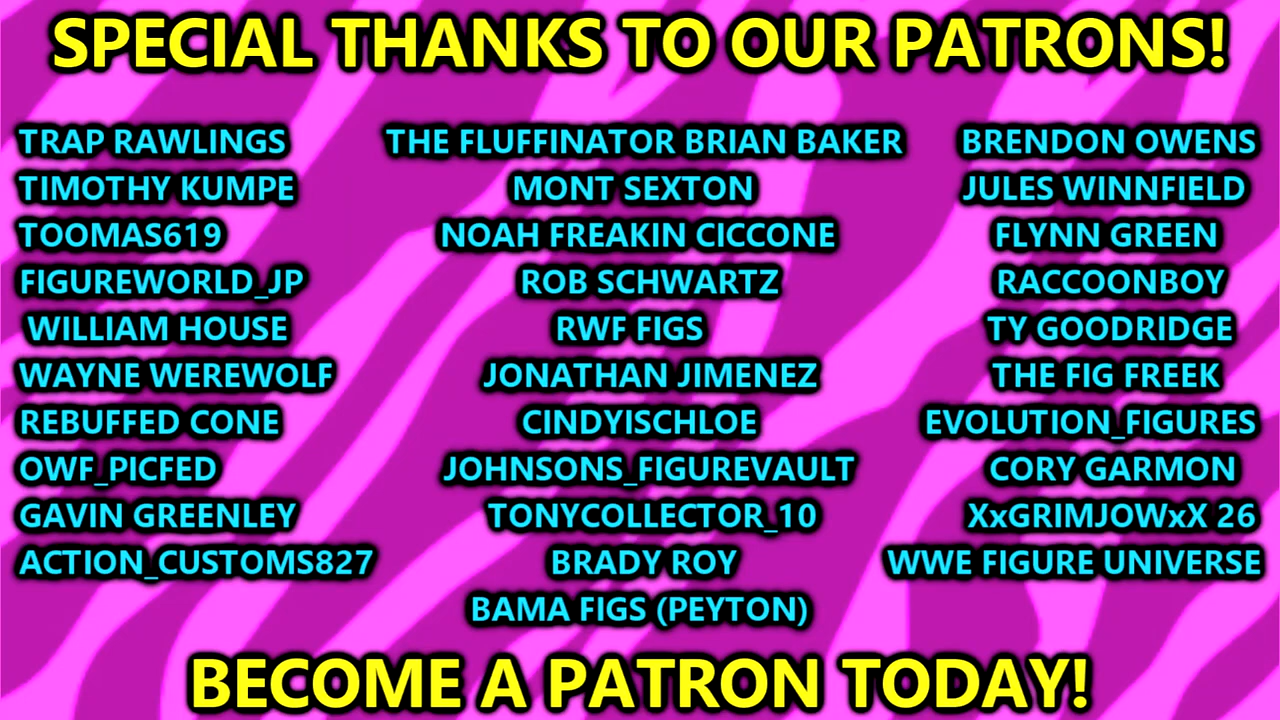 SPECIAL THANKS TO OUR PATRONS!
TRAP RAWLINGS
TIMOTHY KUMPE
TOOMAS619
FIGUREWORLD_JP
WILLIAM HOUSE
WAYNE WEREWOLF
REBUFFED CONE
OWF_PICFED
GAVIN GREENLEY
ACTION_CUSTOMS827
THE FLUFFINATOR BRIAN BAKER
MONT SEXTON
NOAH FREAKIN CICCONE
ROB SCHWARTZ
RWF FIGS
JONATHAN JIMENEZ
CINDYISCHLOE
JOHNSONS_FIGUREVAULT
TONYCOLLECTOR_10
BRADY ROY
BAMA FIGS (PEYTON)
BRENDON OWENS
JULES WINNFIELD
FLYNN GREEN
RACCOONBOY
TY GOODRIDGE
THE FIG FREEK
EVOLUTION_FIGURES
CORY GARMON
XxGRIMJOWxX 26
WWE FIGURE UNIVERSE
BECOME A PATRON TODAY!